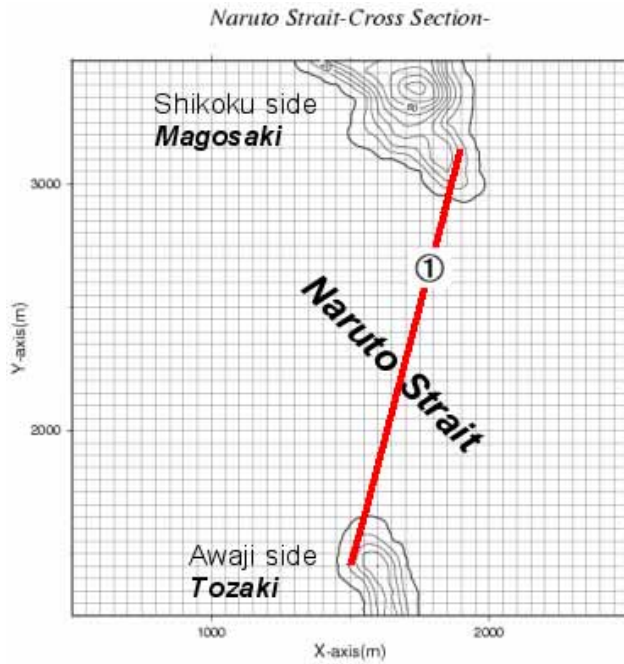 Naruto Strait-Cross Section-
Shikoku side
Magosaki
80
3000
①
Naruto Strait
Y-axis(m)
2000
Awaji side
Tozaki
1000
2000
X-axis(m)